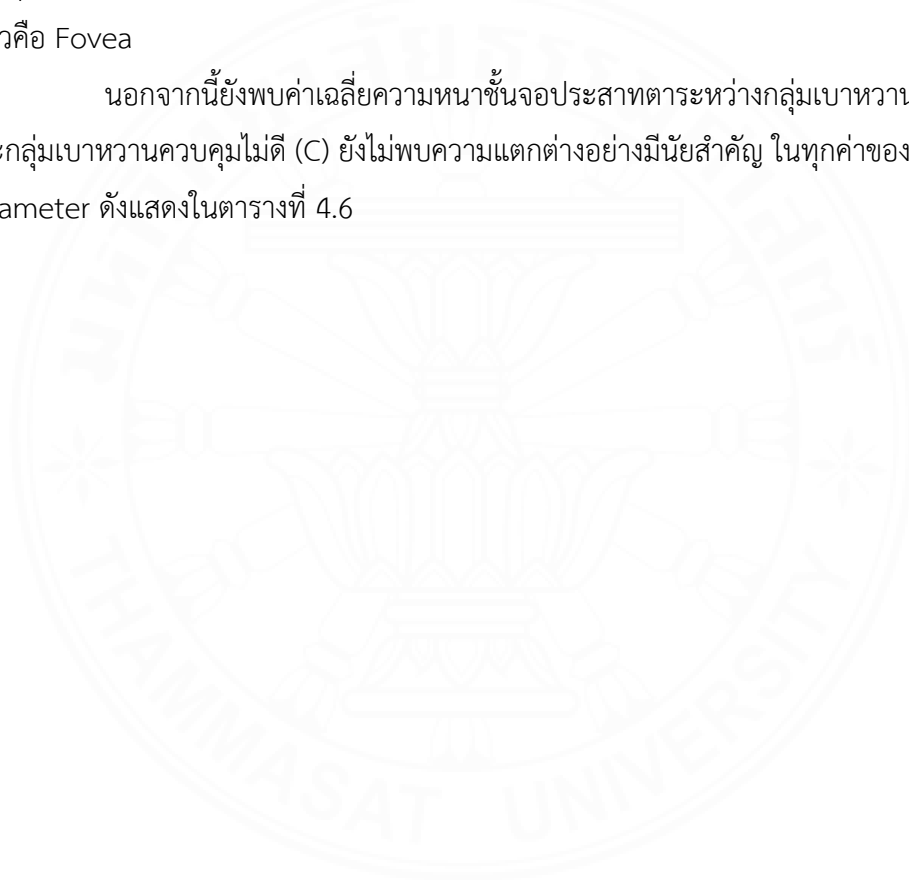 วคือ Fovea
นอกจากนี้ยังพบค่าเฉลี่ยความหนาชั้นจอประสาทตาระหว่างกลุ่มเบาหวาน
ะกลุ่มเบาหวานควบคุมไม่ดี (C) ยังไม่พบความแตกต่างอย่างมีนัยสำคัญ ในทุกค่าของ
ameter ดังแสดงในตารางที่ 4.6
THAMMASAT UNIVERSITY